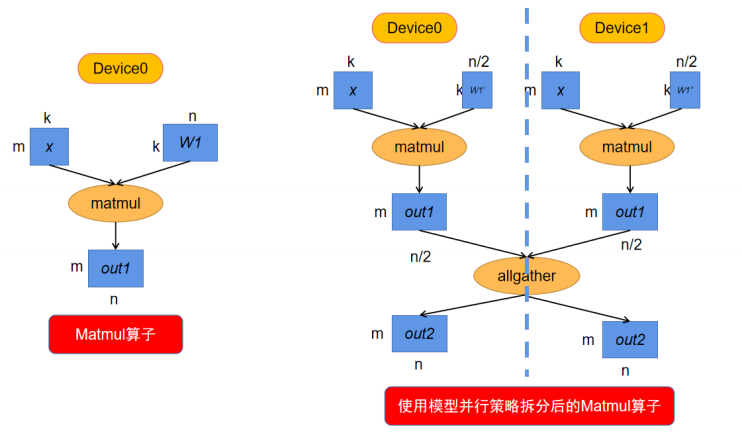 Device0
k
n
m
x
k
W1
matmul
m
out1
n
Matmul算子
Device0
Device1
k
n/2
k
n/2
m
x
k
W1'
m
x
k
W1'
matmul
matmul
m
out1
m
out1
n/2
n/2
allgather
m
out2
m
out2
n
n
使用模型并行策略拆分后的Matmul算子